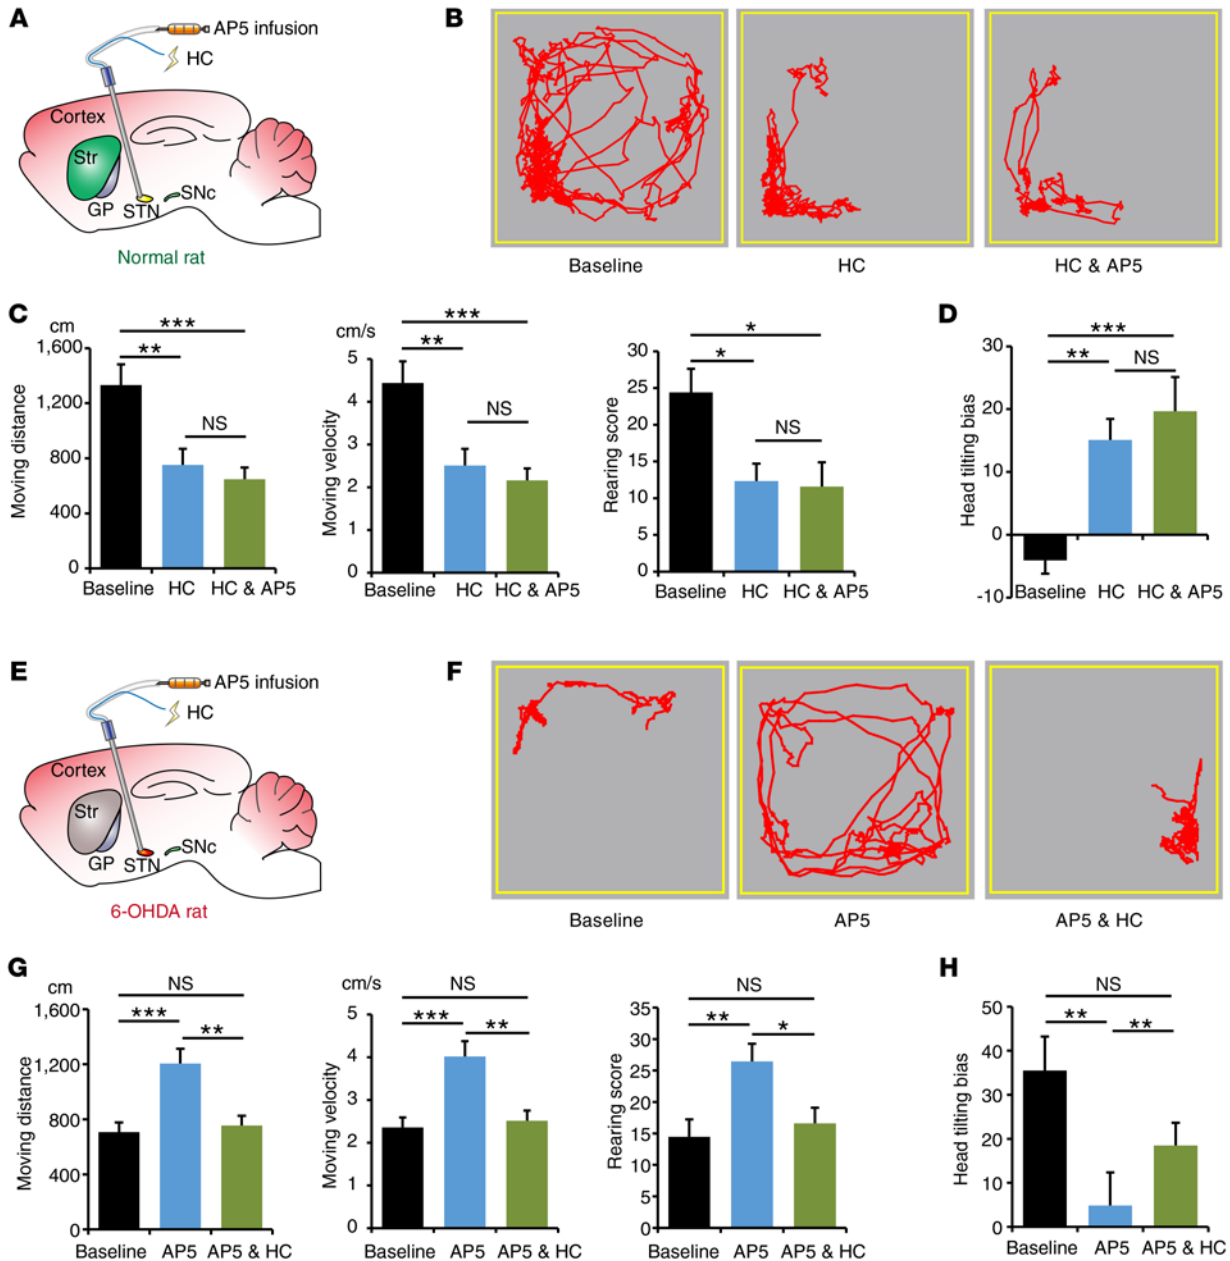 A
AP5 infusion
HC
Cortex
Str
GP
STN
SNc
Normal rat
B
Baseline
HC
HC & AP5
C
cm
1,600
1,200
800
400
0
Moving distance
***
**
NS
Baseline
HC
HC & AP5
cm/s
5
4
3
2
1
0
Moving velocity
***
**
NS
Baseline
HC
HC & AP5
30
25
20
15
10
5
0
Rearing score
*
*
NS
Baseline
HC
HC & AP5
D
30
20
10
0
-10
Head tilting bias
***
**
NS
Baseline
HC
HC & AP5
E
AP5 infusion
HC
Cortex
Str
GP
STN
SNc
6-OHDA rat
F
Baseline
AP5
AP5 & HC
G
cm
1,600
1,200
800
400
0
Moving distance
NS
***
**
Baseline
AP5
AP5 & HC
cm/s
5
4
3
2
1
0
Moving velocity
NS
***
**
Baseline
AP5
AP5 & HC
35
30
25
20
15
10
5
0
Rearing score
NS
**
*
Baseline
AP5
AP5 & HC
H
50
40
30
20
10
0
Head tilting bias
NS
**
**
Baseline
AP5
AP5 & HC